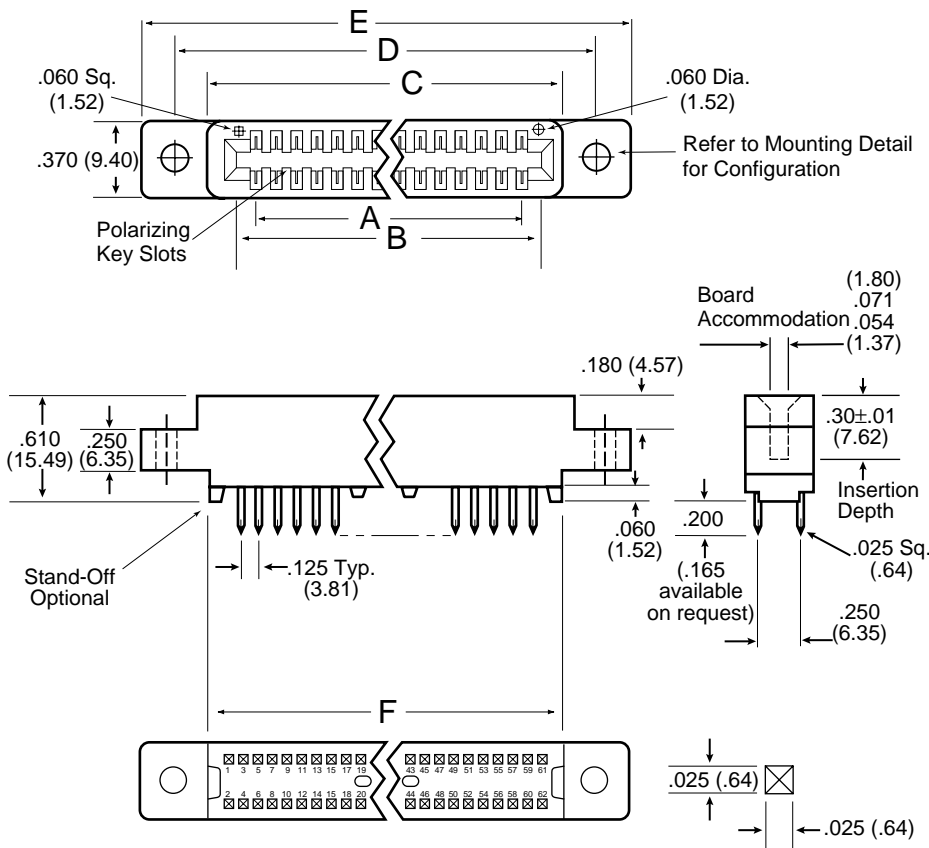 E
D
C
.060 Sq.
(1.52)
.060 Dia.
(1.52)
.370 (9.40)
Refer to Mounting Detail
for Configuration
Polarizing
Key Slots
A
B
(1.80)
.071
.054
(1.37)
Board
Accommodation
.180 (4.57)
.610
(15.49)
.250
(6.35)
.30±.01
(7.62)
Insertion
Depth
.060
(1.52)
.200
(.165
available
on request)
.025 Sq.
(.64)
.125 Typ.
(3.81)
Stand-Off
Optional
.250
(6.35)
F
1 3 5 7 9 11 13 15 17 19 43 45 47 49 51 53 55 57 59 61
2 4 6 8 10 12 14 15 18 20 44 46 48 50 52 54 56 58 60 62
.025 (.64)
.025 (.64)